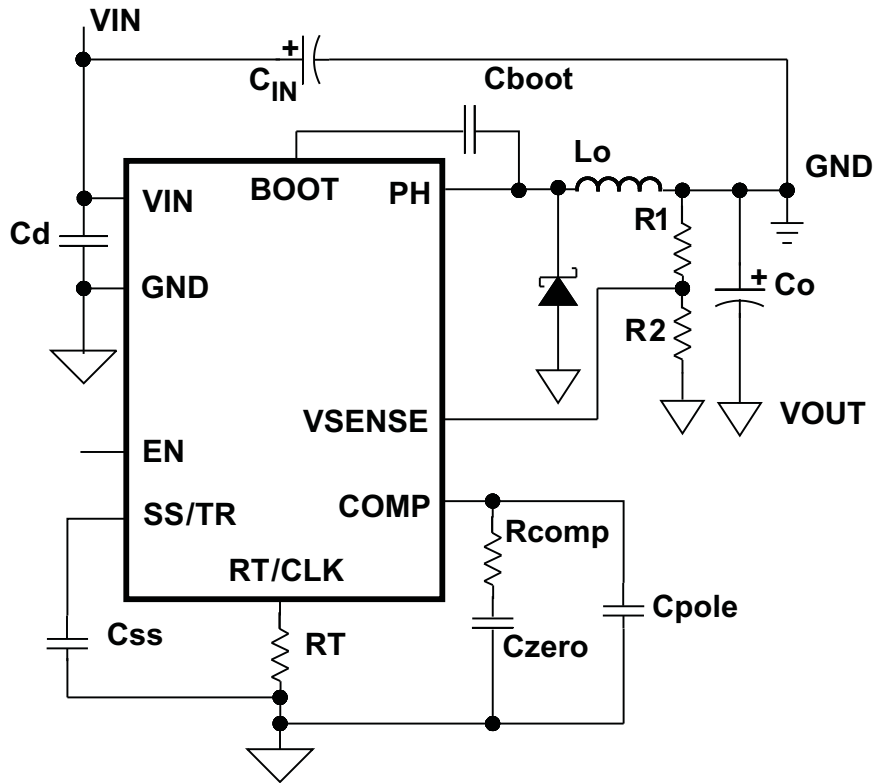 VIN
+
CIN
Cboot
Lo
GND
BOOT
PH
VIN
R1
Cd
GND
+
Co
R2
VSENSE
VOUT
EN
SS/TR
COMP
Rcomp
RT/CLK
Cpole
Css
RT
Czero